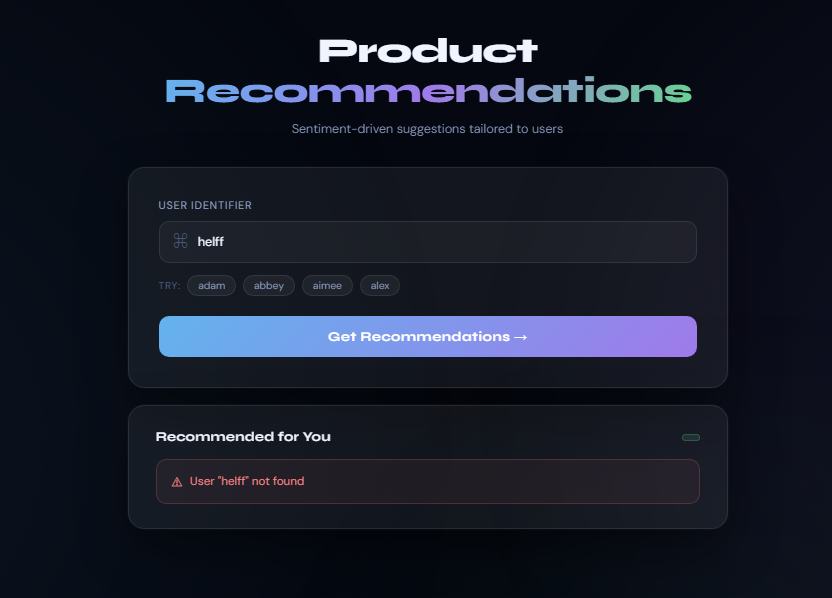 Product
Recommendations
Sentiment-driven suggestions tailored to users
USER IDENTIFIER
⌘ helff
TRY: adam abbey aimee alex
Get Recommendations →
Recommended for You
⚠ User "helff" not found